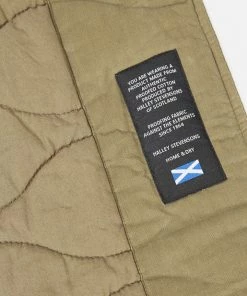 YOU ARE WEARING A
PRODUCT MADE FROM
AUTHENTIC
PROOFED COTTON
PRODUCED BY
HALLEY STEVENSONS
OF SCOTLAND
PROOFING FABRIC
AGAINST THE ELEMENTS
SINCE 1864
HALLEY STEVENSONS
HOME & DRY